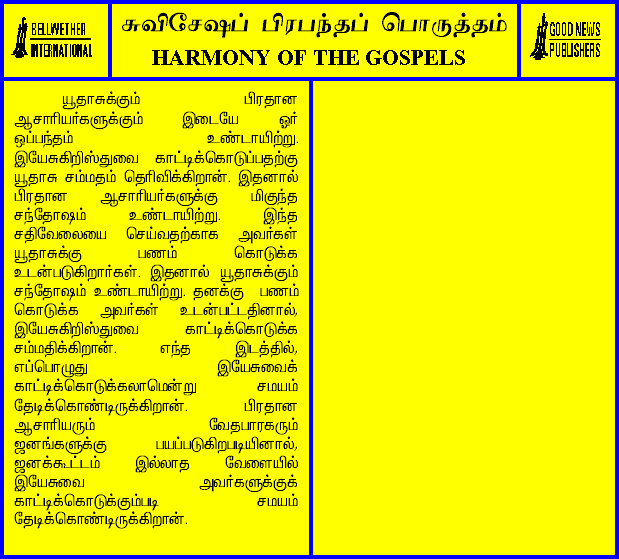 BELLWETHER
INTERNATIONAL
சுவிசேஷப் பிரபந்தப் பொருத்தம்
HARMONY OF THE GOSPELS
GOOD NEWS
PUBLISHERS
யூதாசுக்கும் பிரதான
ஆசாரியர்களுக்கும் இடையே ஓர்
ஒப்பந்தம் உண்டாயிற்று.
இயேசுகிறிஸ்துவை காட்டிக்கொடுப்பதற்கு
யூதாசு சம்மதம் தெரிவிக்கிறான். இதனால்
பிரதான ஆசாரியர்களுக்கு மிகுந்த
சந்தோஷம் உண்டாயிற்று. இந்த
சதிவேலையை செய்வதற்காக அவர்கள்
யூதாசுக்கு பணம் கொடுக்க
உடன்படுகிறார்கள். இதனால் யூதாசுக்கும்
சந்தோஷம் உண்டாயிற்று. தனக்கு பணம்
கொடுக்க அவர்கள் உடன்பட்டதினால்,
இயேசுகிறிஸ்துவை காட்டிக்கொடுக்க
சம்மதிக்கிறான். எந்த இடத்தில்,
எப்பொழுது இயேசுவைக்
காட்டிக்கொடுக்கலாமென்று சமயம்
தேடிக்கொண்டிருக்கிறான். பிரதான
ஆசாரியரும் வேதபாரகரும்
ஜனங்களுக்கு பயப்படுகிறபடியினால்,
ஜனக்கூட்டம் இல்லாத வேளையில்
இயேசுவை அவர்களுக்குக்
காட்டிக்கொடுக்கும்படி சமயம்
தேடிக்கொண்டிருக்கிறான்.